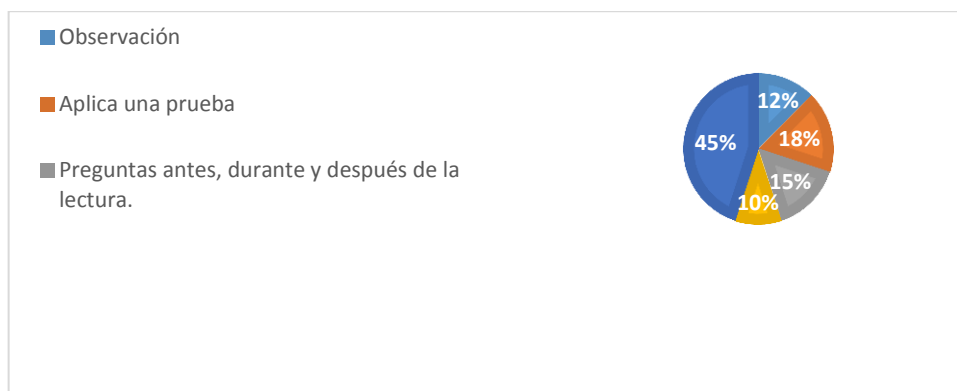 Observación
Aplica una prueba
Preguntas antes, durante y después de la
lectura.
12%
18%
15%
10%
45%